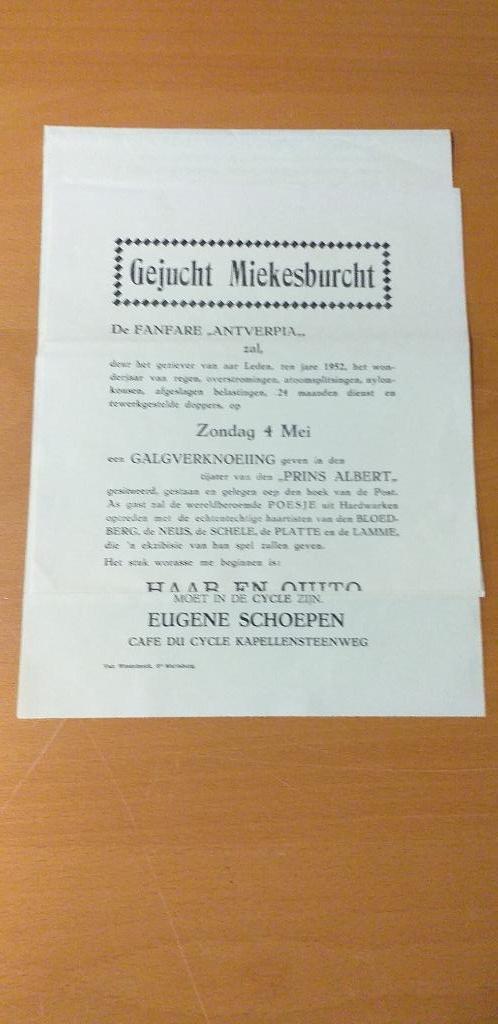 Gejucht Miekesburcht
De FANFARE „ANTVERPIA„
zal,
deur het geziever van aar Leden, ten jare 1952, het won-
derjaar van regen, overstromingen, atoomsplitsingen, nylon-
kousen, afgeslagen belastingen, 24 maanden dienst en
tewerkgestelde doppers, op
Zondag 4 Mei
een GALGVERKNOEIING geven in den
tijater van den „PRINS ALBERT„
gesitweerd, gestaan en gelegen oep den hoek van de Post.
As gast zal de wereldberoemde POESJE uit Hardwarken
optreden met de echtentechtige haartisten van den BLOED-
BERG, de NEUS, de SCHELE, de PLATTE en de LAMME,
die 'n ekzibisie van han spel zullen geven.
Het stuk worasse me beginnen is:
HAAR EN OUITO
MOET IN DE CYCLE ZIJN.
EUGENE SCHOEPEN
CAFE DU CYCLE KAPELLENSTEENWEG